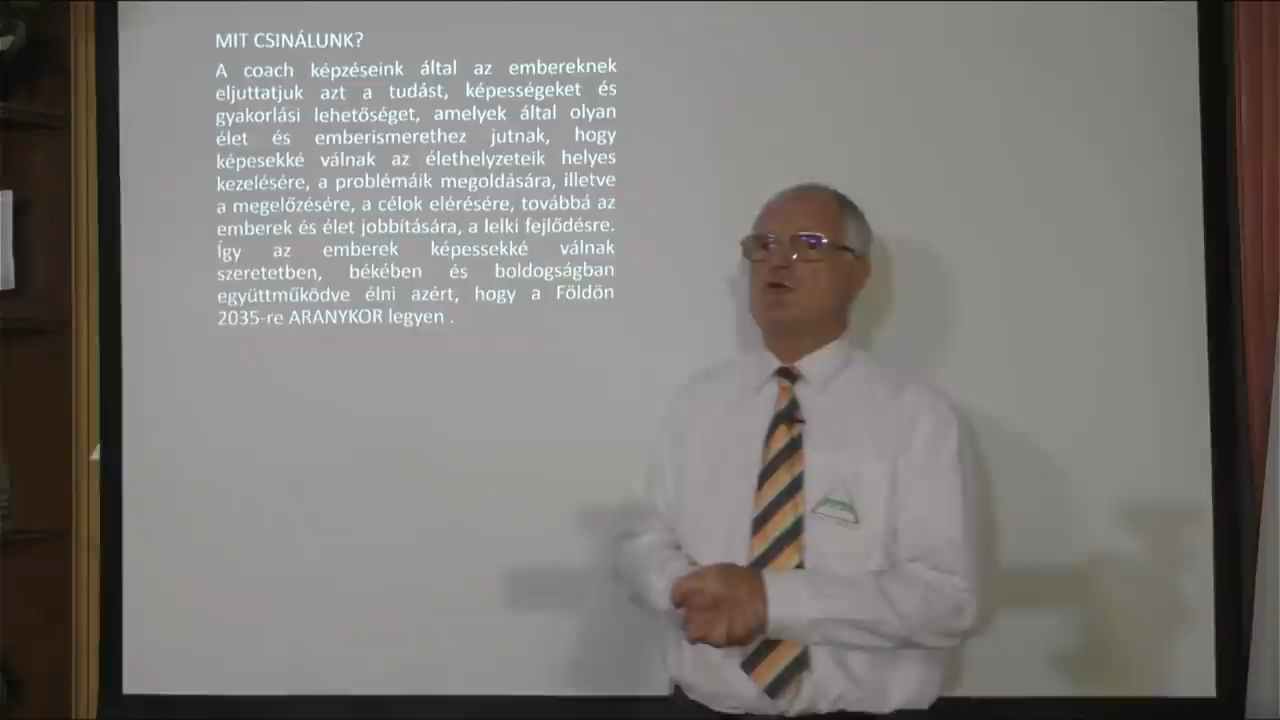 MIT CSINÁLUNK?
A coach képzéseink által az embereknek
eljuttatjuk azt a tudást, képességeket és
gyakorlási lehetőséget, amelyek által olyan
élet és emberismerethez jutnak, hogy
képesekké válnak az élethelyzeteik helyes
kezelésére, a problémáik megoldására, illetve
a megelőzésére, a célok elérésére, továbbá az
emberek és élet jobbítására, a lelki fejlődésre.
Így az emberek képessekké válnak
szeretetben, békében és boldogságban
együttműködve élni azért, hogy a Földön
2035-re ARANYKOR legyen .